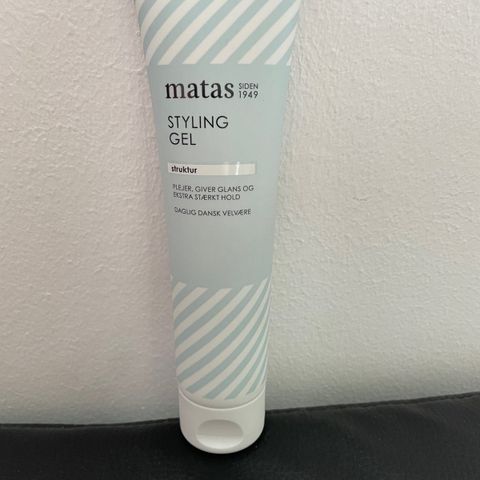 matas SIDEN 1949
STYLING
GEL
struktur
PLEJER, GIVER GLANS OG
EKSTRA STÆRKT HOLD
DAGLIG DANSK VELVÆRE